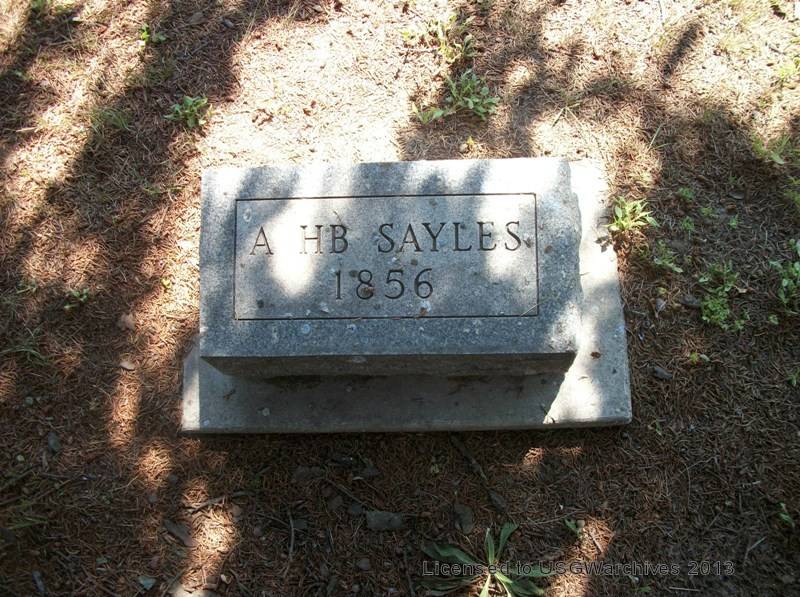 A HB SAYLES
1856
Licensed to USGWarchives 2013